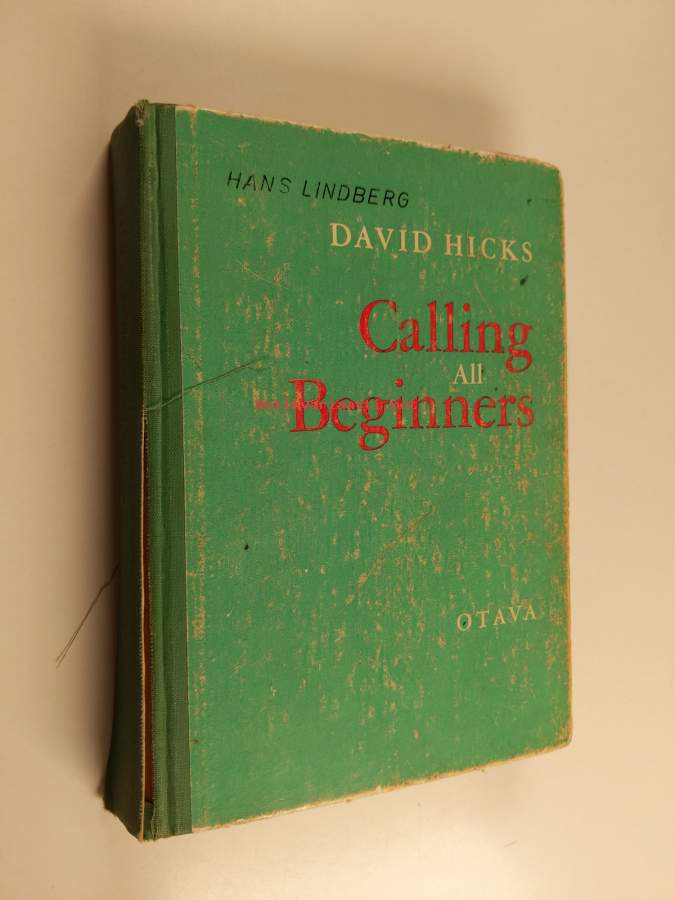 HANS LINDBERG
DAVID HICKS
Calling
All
Beginners
OTAVA